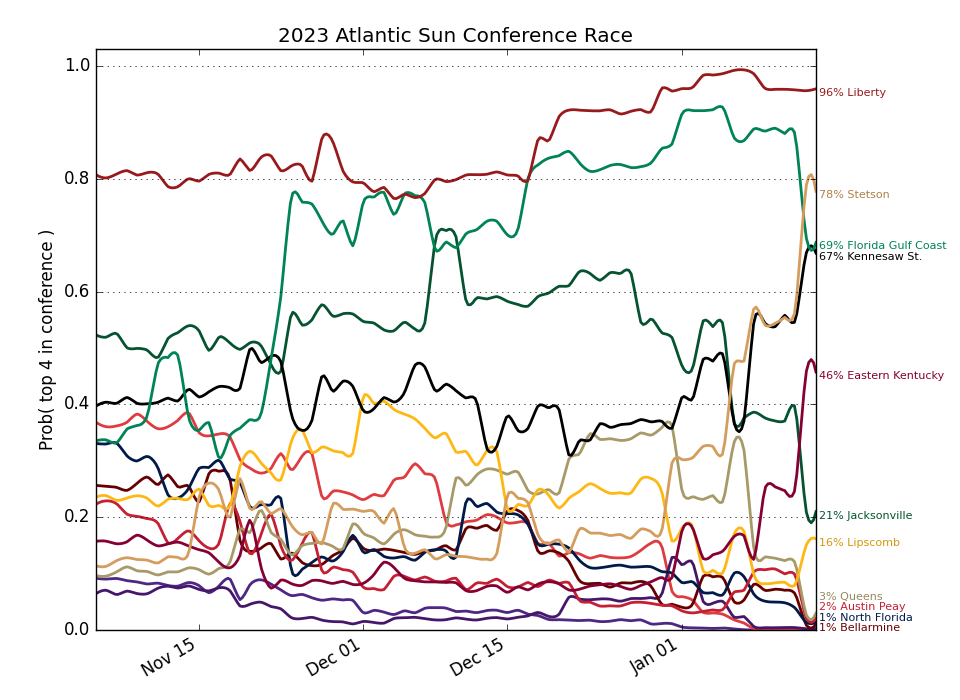 2023 Atlantic Sun Conference Race
Prob( top 4 in conference )
1.0
0.8
0.6
0.4
0.2
0.0
Nov 15
Dec 01
Dec 15
Jan 01
96% Liberty
78% Stetson
69% Florida Gulf Coast
67% Kennesaw St.
46% Eastern Kentucky
21% Jacksonville
16% Lipscomb
3% Queens
2% Austin Peay
1% North Florida
1% Bellarmine